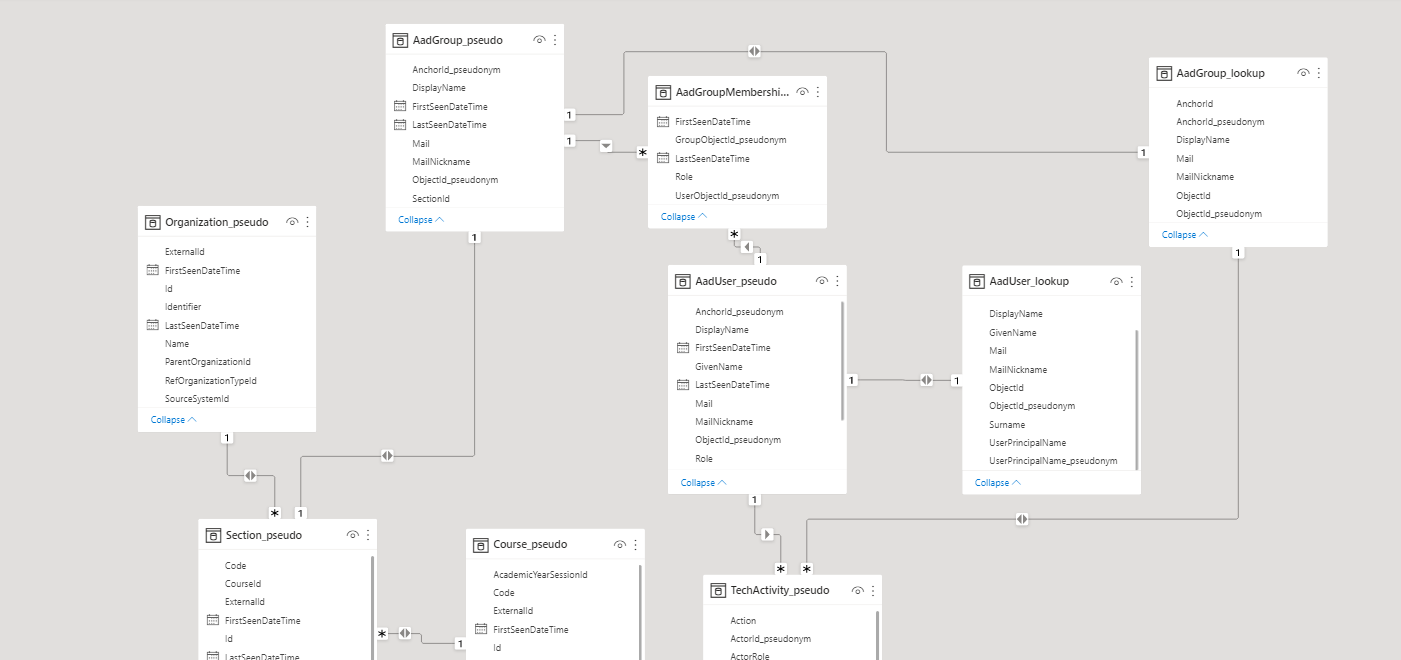 AadGroup_pseudo
AnchorId_pseudonym
DisplayName
FirstSeenDateTime
LastSeenDateTime
Mail
MailNickname
ObjectId_pseudonym
SectionId
Collapse
1
1
1
AadGroupMembershi...
FirstSeenDateTime
GroupObjectId_pseudonym
LastSeenDateTime
Role
UserObjectId_pseudonym
Collapse
*
*
1
AadGroup_lookup
AnchorId
AnchorId_pseudonym
DisplayName
Mail
MailNickname
ObjectId
ObjectId_pseudonym
Collapse
1
1
Organization_pseudo
ExternalId
FirstSeenDateTime
Id
Identifier
LastSeenDateTime
Name
ParentOrganizationId
RefOrganizationTypeId
SourceSystemId
Collapse
1
AadUser_pseudo
AnchorId_pseudonym
DisplayName
FirstSeenDateTime
GivenName
LastSeenDateTime
Mail
MailNickname
ObjectId_pseudonym
Role
Collapse
1
1
AadUser_lookup
DisplayName
GivenName
Mail
MailNickname
ObjectId
ObjectId_pseudonym
Surname
UserPrincipalName
UserPrincipalName_pseudonym
Collapse
1
* 1
Section_pseudo
Code
CourseId
ExternalId
FirstSeenDateTime
Id
LastSeenDateTime
*
1
Course_pseudo
AcademicYearSessionId
Code
ExternalId
FirstSeenDateTime
Id
* *
TechActivity_pseudo
Action
ActorId_pseudonym
ActorRole